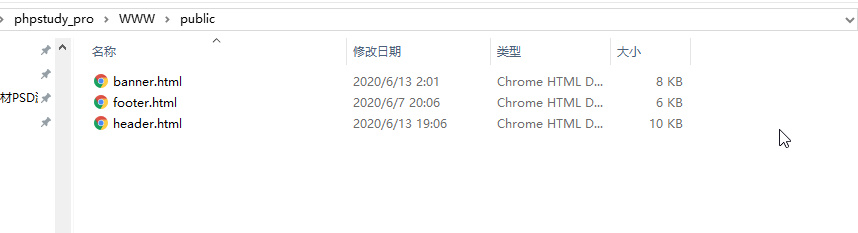 phpstudy_pro > WWW > public
名称 修改日期 类型 大小
banner.html 2020/6/13 2:01 Chrome HTML D... 8 KB
footer.html 2020/6/7 20:06 Chrome HTML D... 6 KB
材PSD
header.html 2020/6/13 19:06 Chrome HTML D... 10 KB